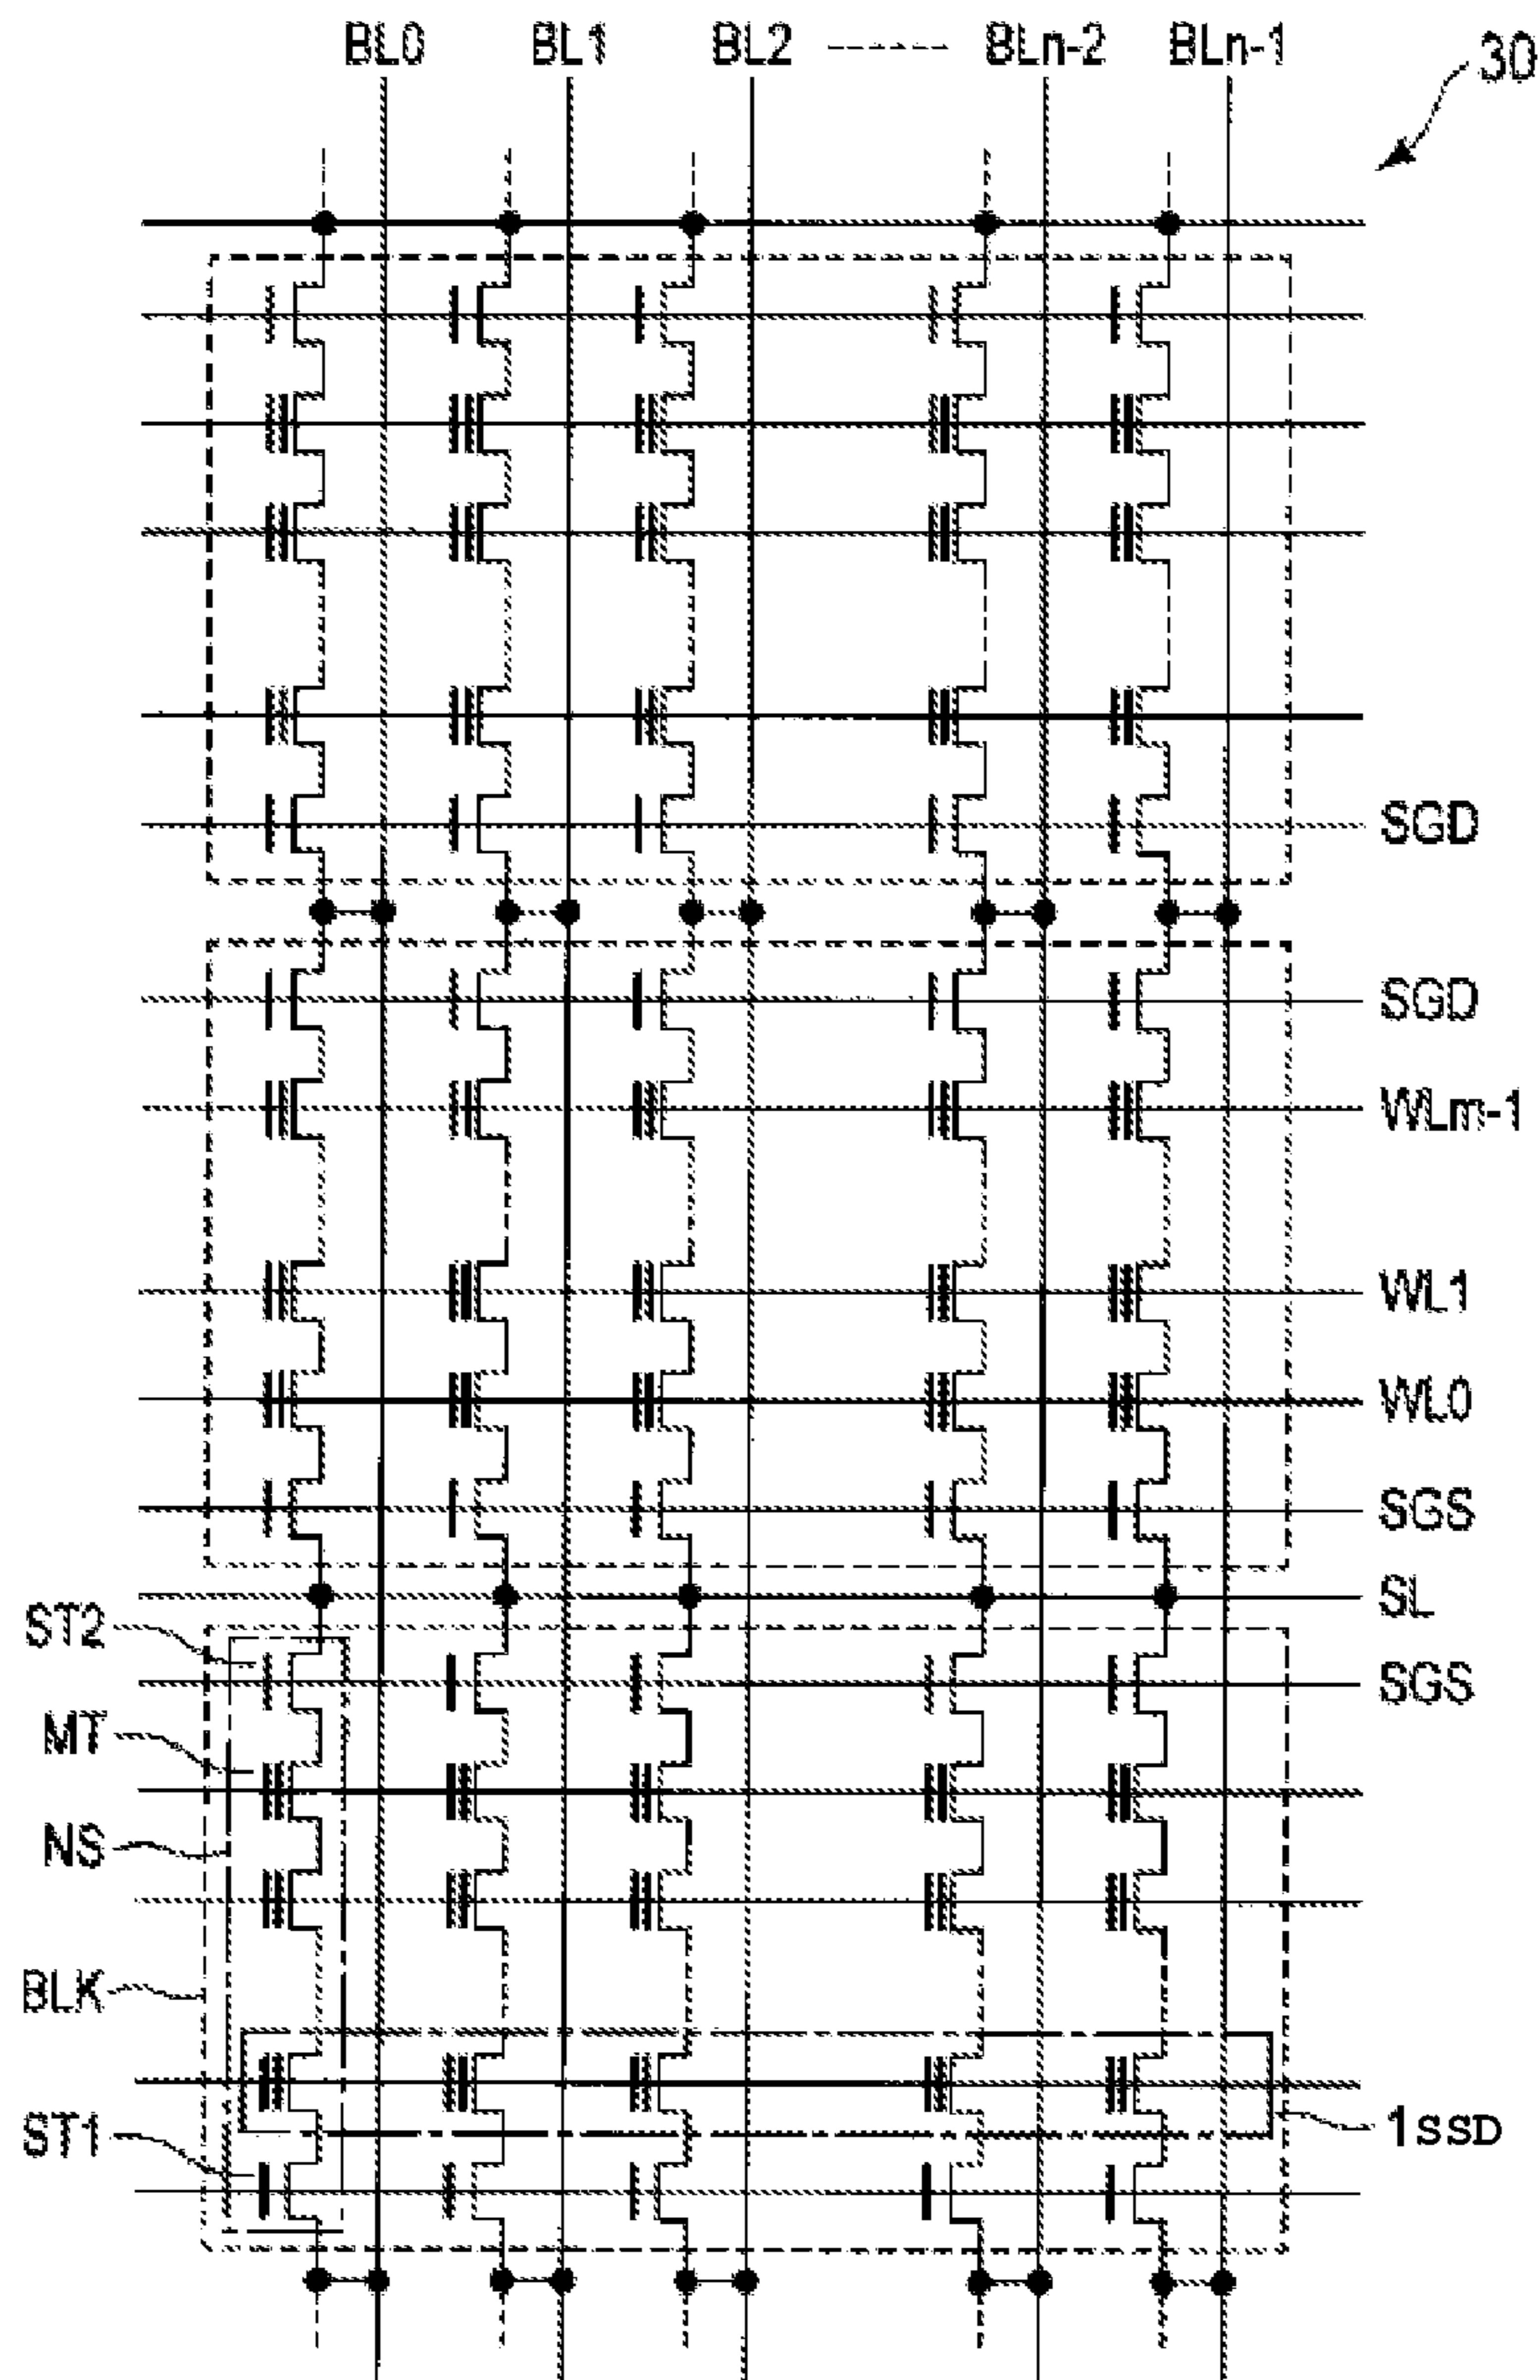 BL0 BL1 BL2 BLn-2 BLn-1
30
SGD
SGD
WLm-1
WL1
WL0
SGS
SL
ST2
SGS
MT
NS
BLK
ST1
1SSD